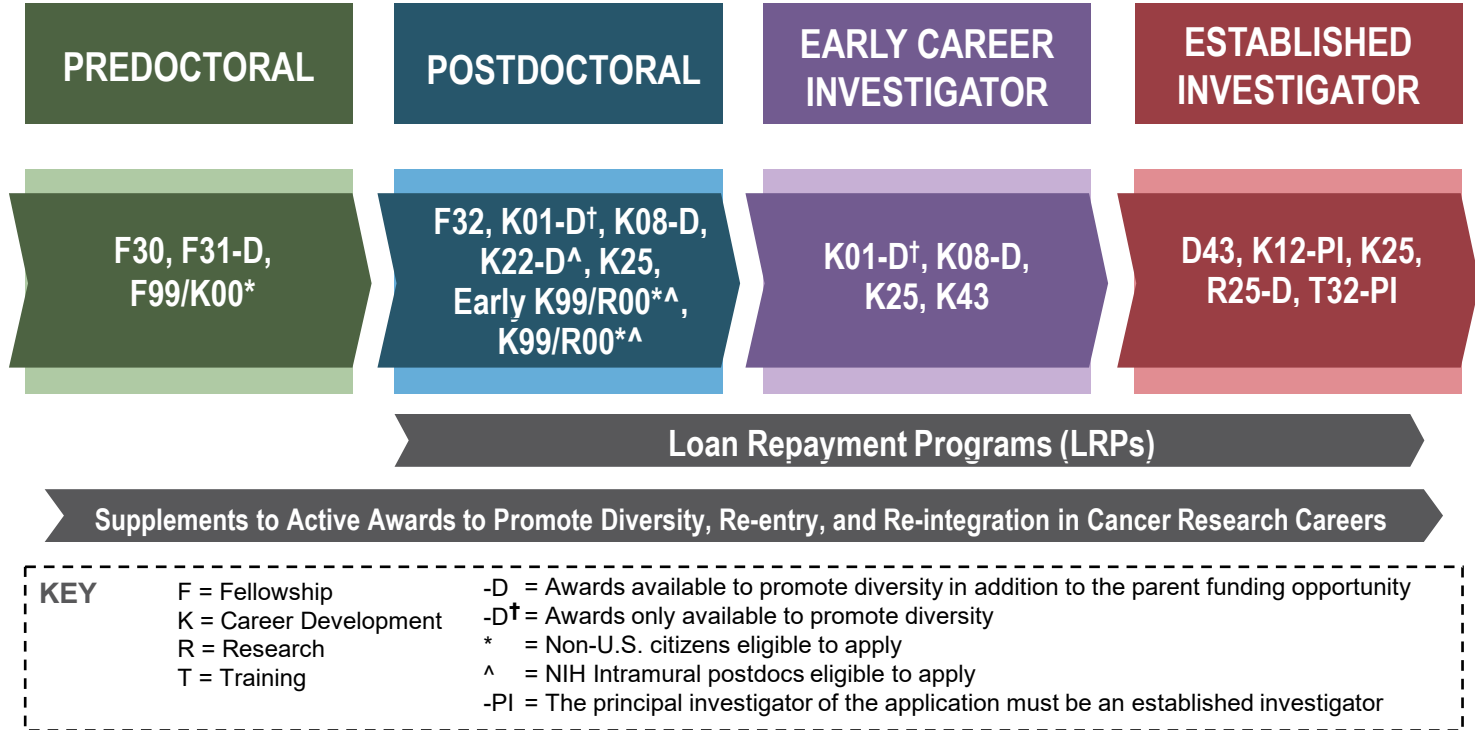 PREDOCTORAL
POSTDOCTORAL
EARLY CAREER
INVESTIGATOR
ESTABLISHED
INVESTIGATOR
F30, F31-D,
F99/K00*
F32, K01-D†, K08-D,
K22-D^, K25,
Early K99/R00*^,
K99/R00*^
K01-D†, K08-D,
K25, K43
D43, K12-PI, K25,
R25-D, T32-PI
Loan Repayment Programs (LRPs)
Supplements to Active Awards to Promote Diversity, Re-entry, and Re-integration in Cancer Research Careers
KEY
F = Fellowship
K = Career Development
R = Research
T = Training
-D = Awards available to promote diversity in addition to the parent funding opportunity
-D† = Awards only available to promote diversity
* = Non-U.S. citizens eligible to apply
^ = NIH Intramural postdocs eligible to apply
-PI = The principal investigator of the application must be an established investigator